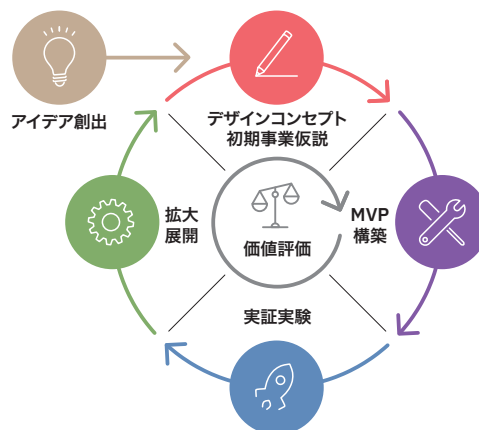 アイデア創出
デザインコンセプト
初期事業仮説
拡大
展開
価値評価
MVP
構築
実証実験